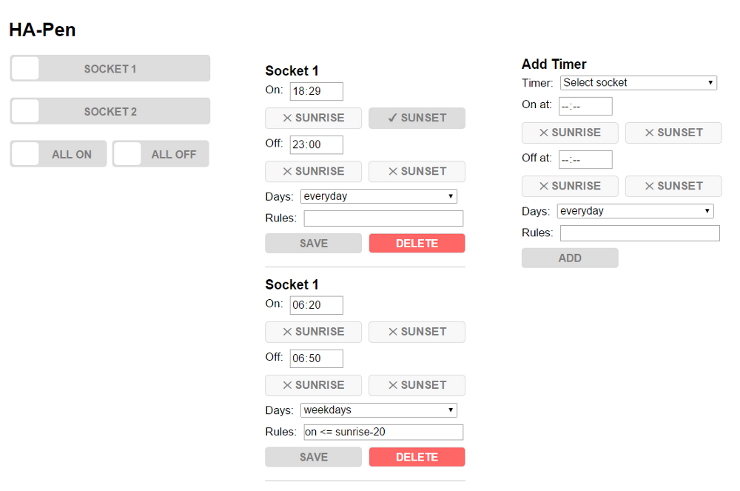 HA-Pen
SOCKET 1
SOCKET 2
ALL ON ALL OFF
Socket 1
On: 18:29
× SUNRISE ✓ SUNSET
Off: 23:00
× SUNRISE × SUNSET
Days: everyday
Rules:
SAVE DELETE
Socket 1
On: 06:20
× SUNRISE × SUNSET
Off: 06:50
× SUNRISE × SUNSET
Days: weekdays
Rules: on <= sunrise-20
SAVE DELETE
Add Timer
Timer: Select socket
On at: --:--
× SUNRISE × SUNSET
Off at: --:--
× SUNRISE × SUNSET
Days: everyday
Rules:
ADD